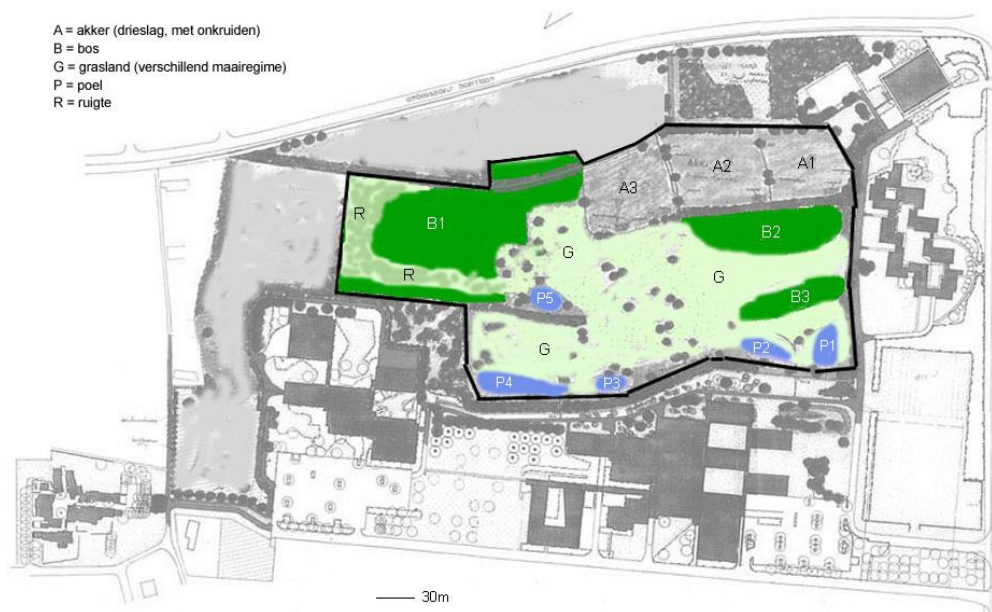 A = akker (drieslag, met onkruiden)
B = bos
G = grasland (verschillend maairegime)
P = poel
R = ruigte
A1
A2
A3
R
B1
B2
G
G
R
B3
P5
P1
P2
G
P4
P3
30m